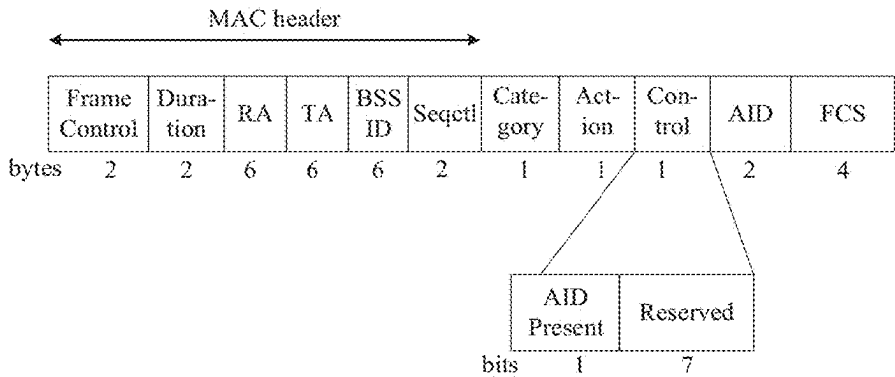 MAC header
Frame Control
Dura-tion
RA
TA
BSS ID
Seqctl
Cate-gory
Act-ion
Con-trol
AID
FCS
bytes 2 2 6 6 6 2 1 1 1 2 4
AID Present
Reserved
bits 1 7